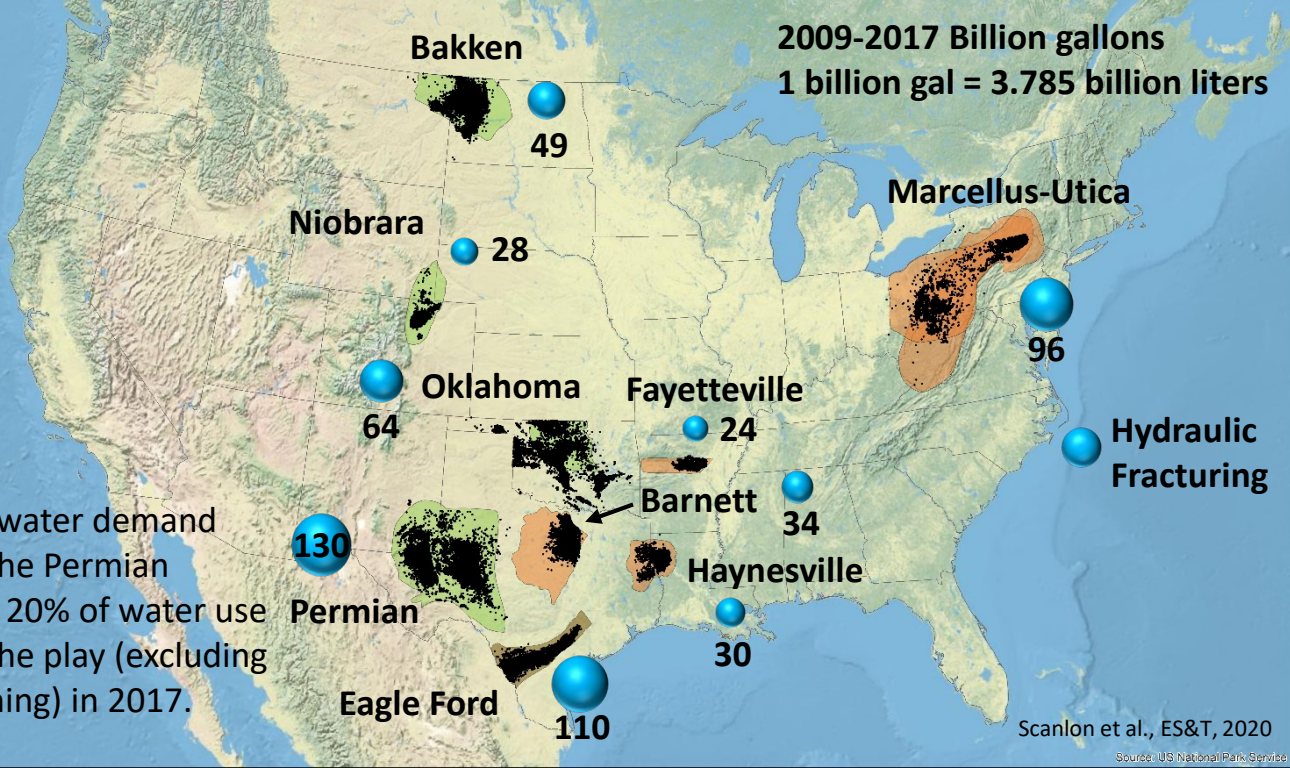 Bakken
2009-2017 Billion gallons
1 billion gal = 3.785 billion liters
49
Marcellus-Utica
Niobrara
28
96
Oklahoma
Fayetteville
64
24
Hydraulic
Fracturing
Barnett
34
water demand
he Permian
20% of water use
he play (excluding
ning) in 2017.
130
Permian
Haynesville
30
Eagle Ford
110
Scanlon et al., ES&T, 2020
Source: US National Park Service